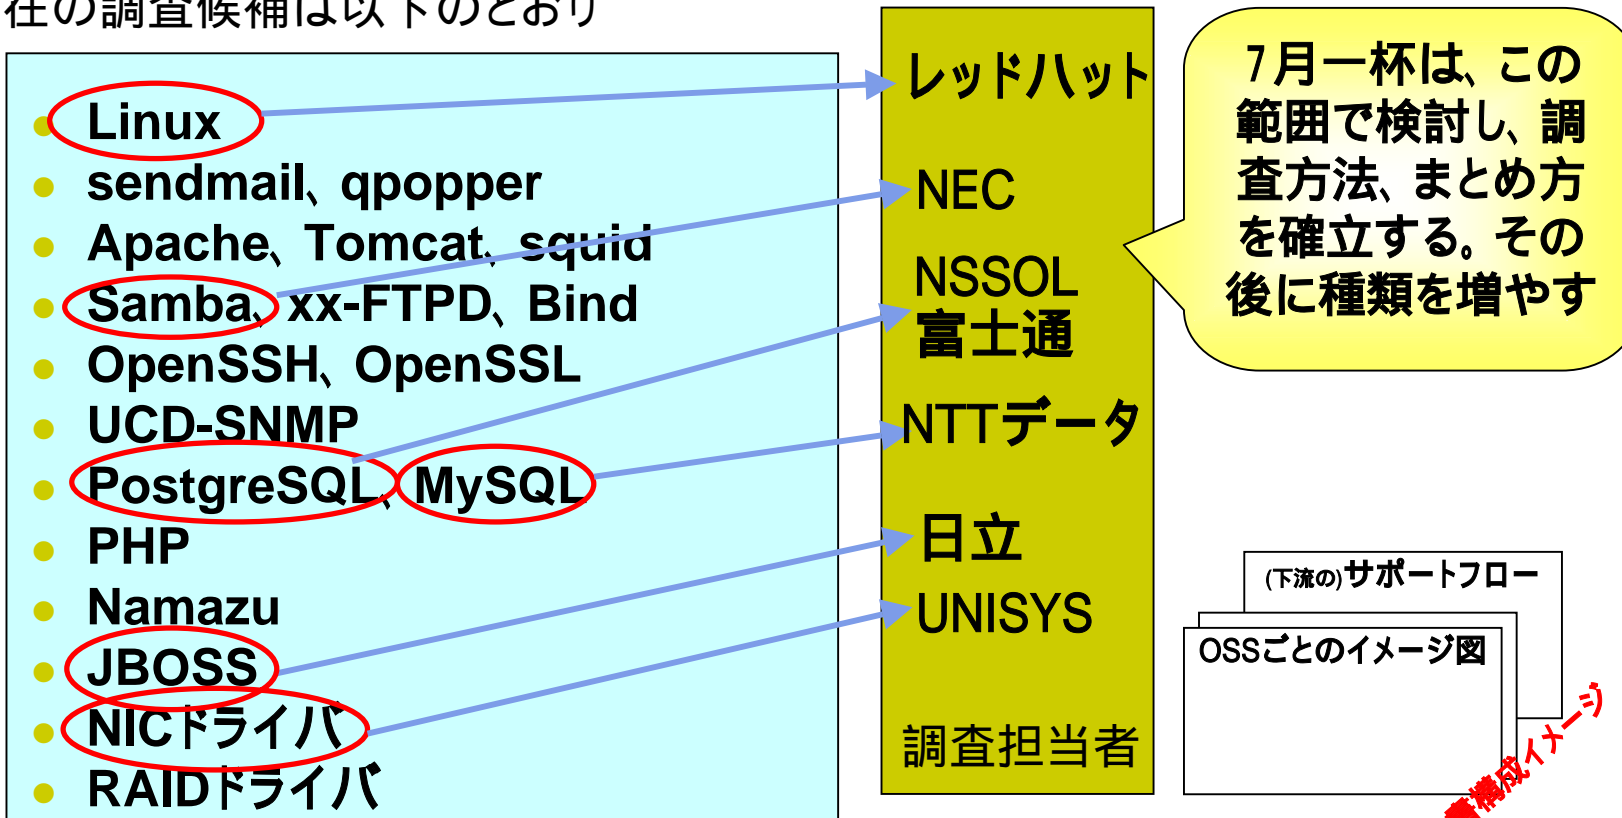 在の調査候補は以下のとおり
Linux
sendmail、qpopper
Apache、Tomcat、squid
Samba、xx-FTPD、Bind
OpenSSH、OpenSSL
UCD-SNMP
PostgreSQL、MySQL
PHP
Namazu
JBOSS
NICドライバ
RAIDドライバ
レッドハット
NEC
NSSOL
富士通
NTTデータ
日立
UNISYS
調査担当者
7月一杯は、この
範囲で検討し、調
査方法、まとめ方
を確立する。その
後に種類を増やす
(下流の)サポートフロー
OSSごとのイメージ図
書構成イメージ